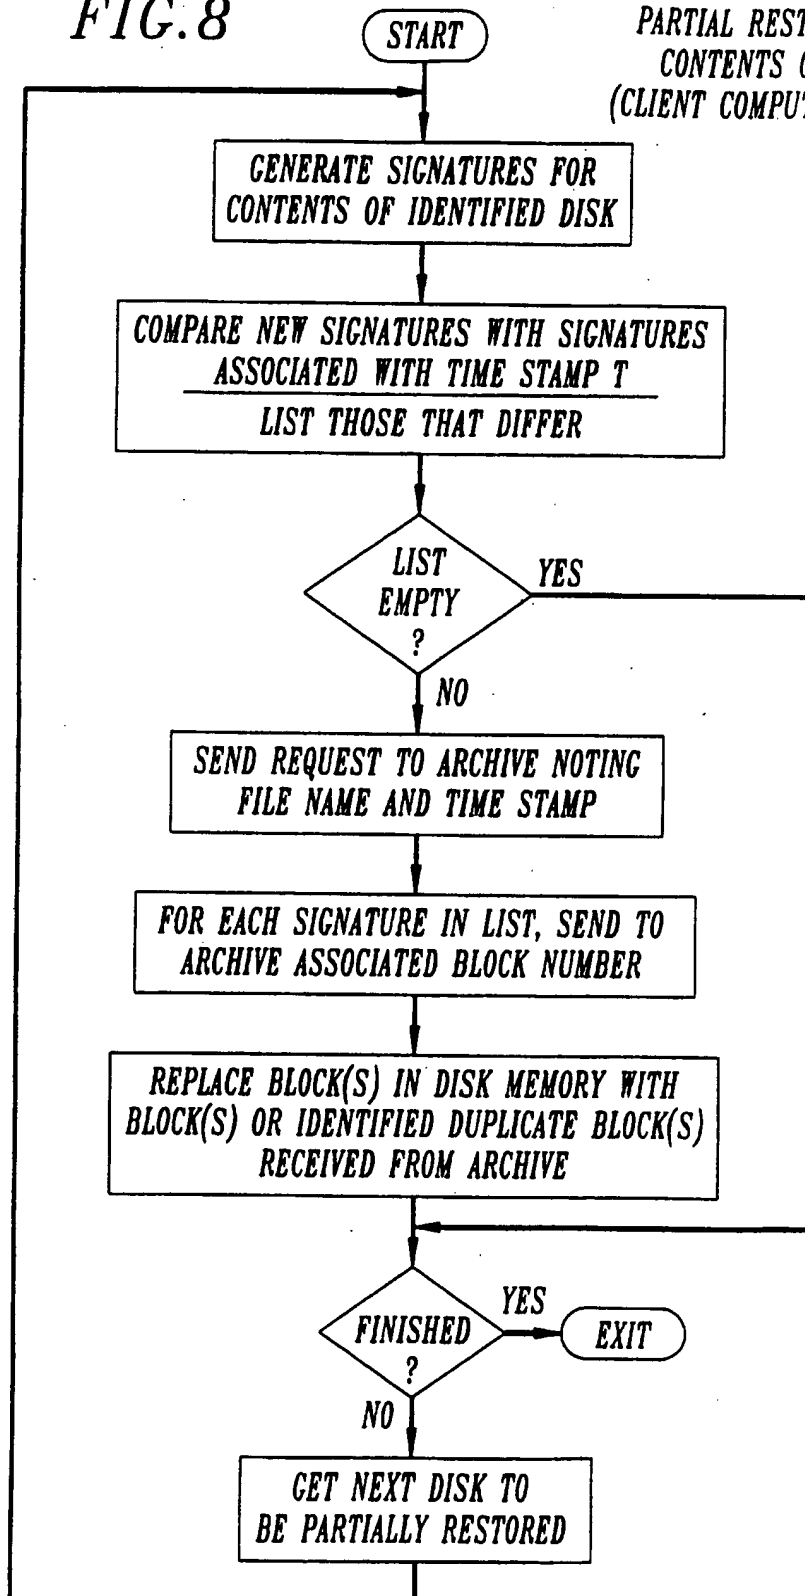 FIG.8
START
PARTIAL REST
CONTENTS
(CLIENT COMPUT
GENERATE SIGNATURES FOR
CONTENTS OF IDENTIFIED DISK
COMPARE NEW SIGNATURES WITH SIGNATURES
ASSOCIATED WITH TIME STAMP T
LIST THOSE THAT DIFFER
LIST
EMPTY
?
YES
NO
SEND REQUEST TO ARCHIVE NOTING
FILE NAME AND TIME STAMP
FOR EACH SIGNATURE IN LIST, SEND TO
ARCHIVE ASSOCIATED BLOCK NUMBER
REPLACE BLOCK(S) IN DISK MEMORY WITH
BLOCK(S) OR IDENTIFIED DUPLICATE BLOCK(S)
RECEIVED FROM ARCHIVE
FINISHED
?
YES
EXIT
NO
GET NEXT DISK TO
BE PARTIALLY RESTORED